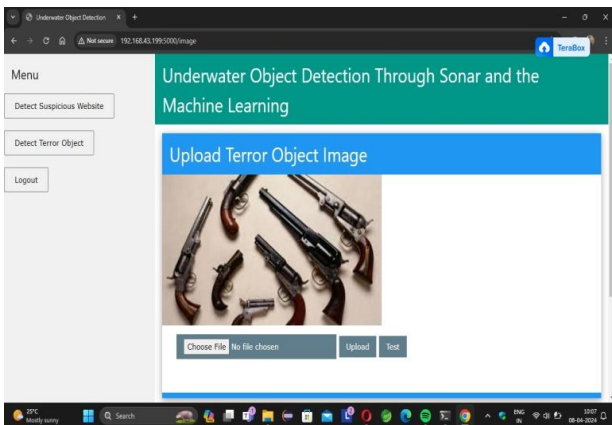 Underwater Object Detection
Not secure 192.168.43.199:5000/image
TeraBox
Menu
Detect Suspicious Website
Detect Terror Object
Logout
Underwater Object Detection Through Sonar and the
Machine Learning
Upload Terror Object Image
Choose File No file chosen
Upload
Test
25°C
Mostly sunny
Search
ENG
IN
10:07
08-04-2024